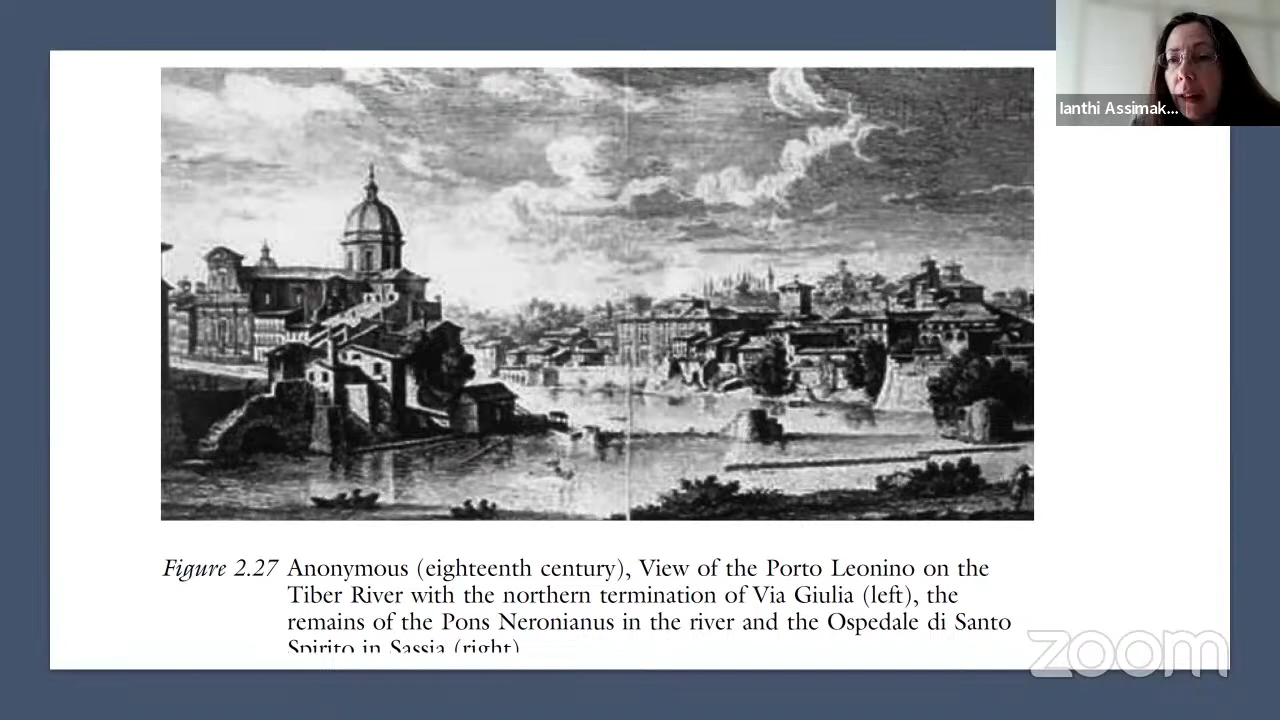 Ianthi Assimak...
Figure 2.27 Anonymous (eighteenth century), View of the Porto Leonino on the
Tiber River with the northern termination of Via Giulia (left), the
remains of the Pons Neronianus in the river and the Ospedale di Santo
Spirito in Sassia (right)
zoom